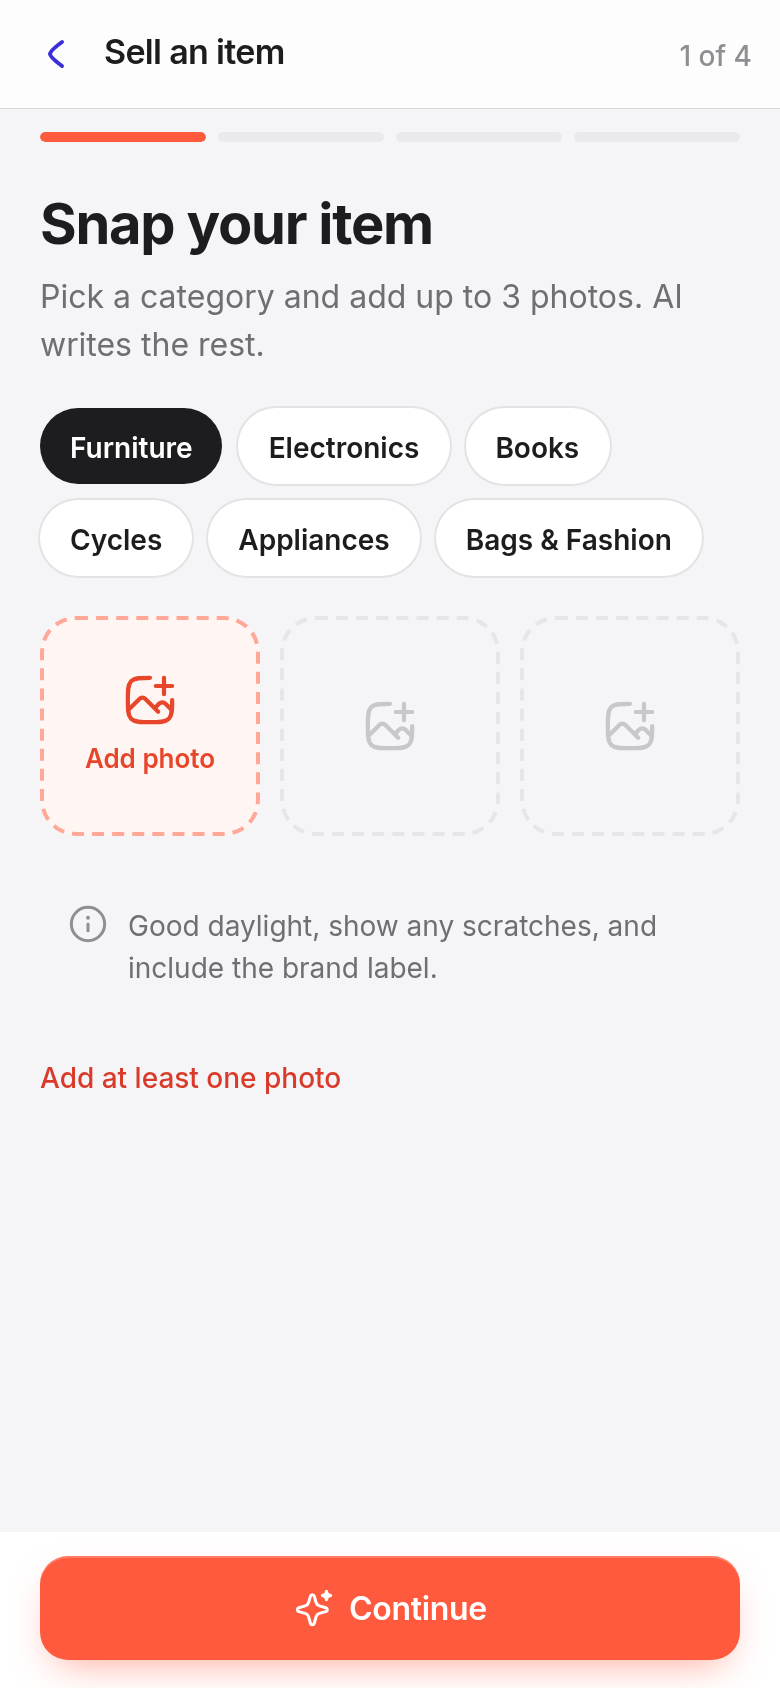 Sell an item
1 of 4
Snap your item
Pick a category and add up to 3 photos. AI
writes the rest.
Furniture
Electronics
Books
Cycles
Appliances
Bags & Fashion
Add photo
Good daylight, show any scratches, and
include the brand label.
Add at least one photo
Continue